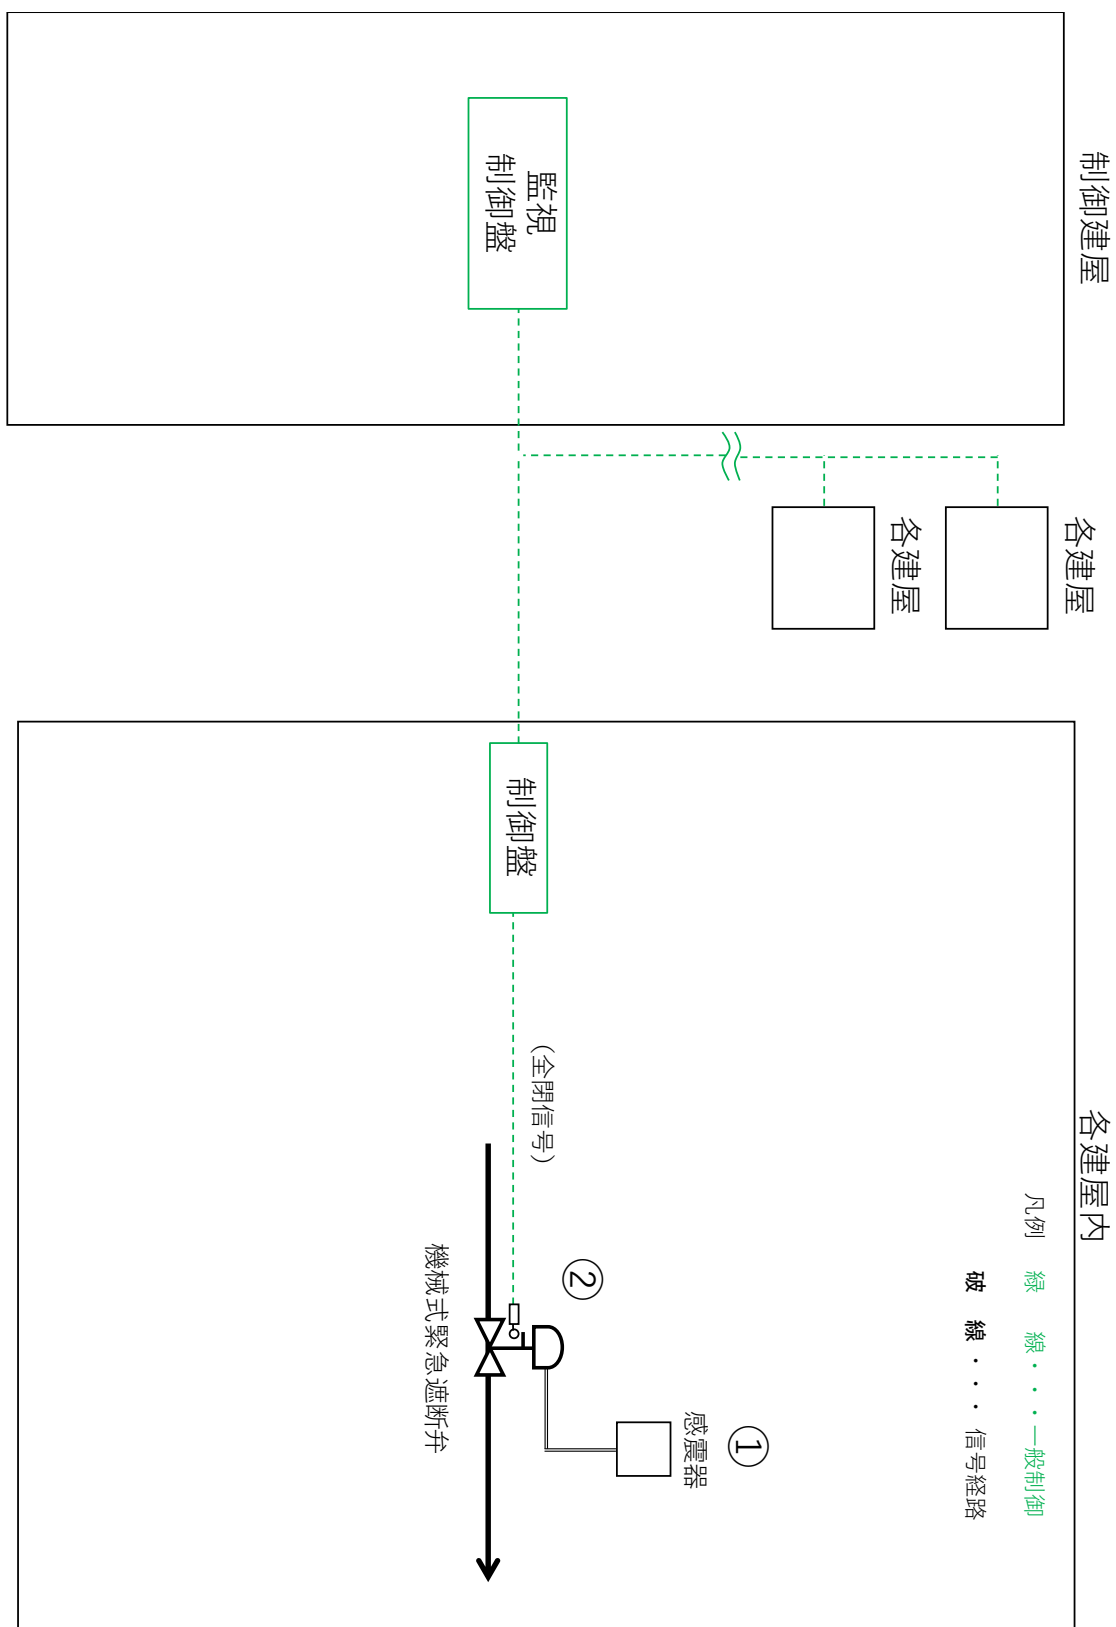 制御建屋
監視
制御盤
各建屋
各建屋
各建屋内
凡例　緑　線・・・一般制御
破　線・・・信号経路
制御盤
(全閉信号)
①
感震器
②
機械式緊急遮断弁